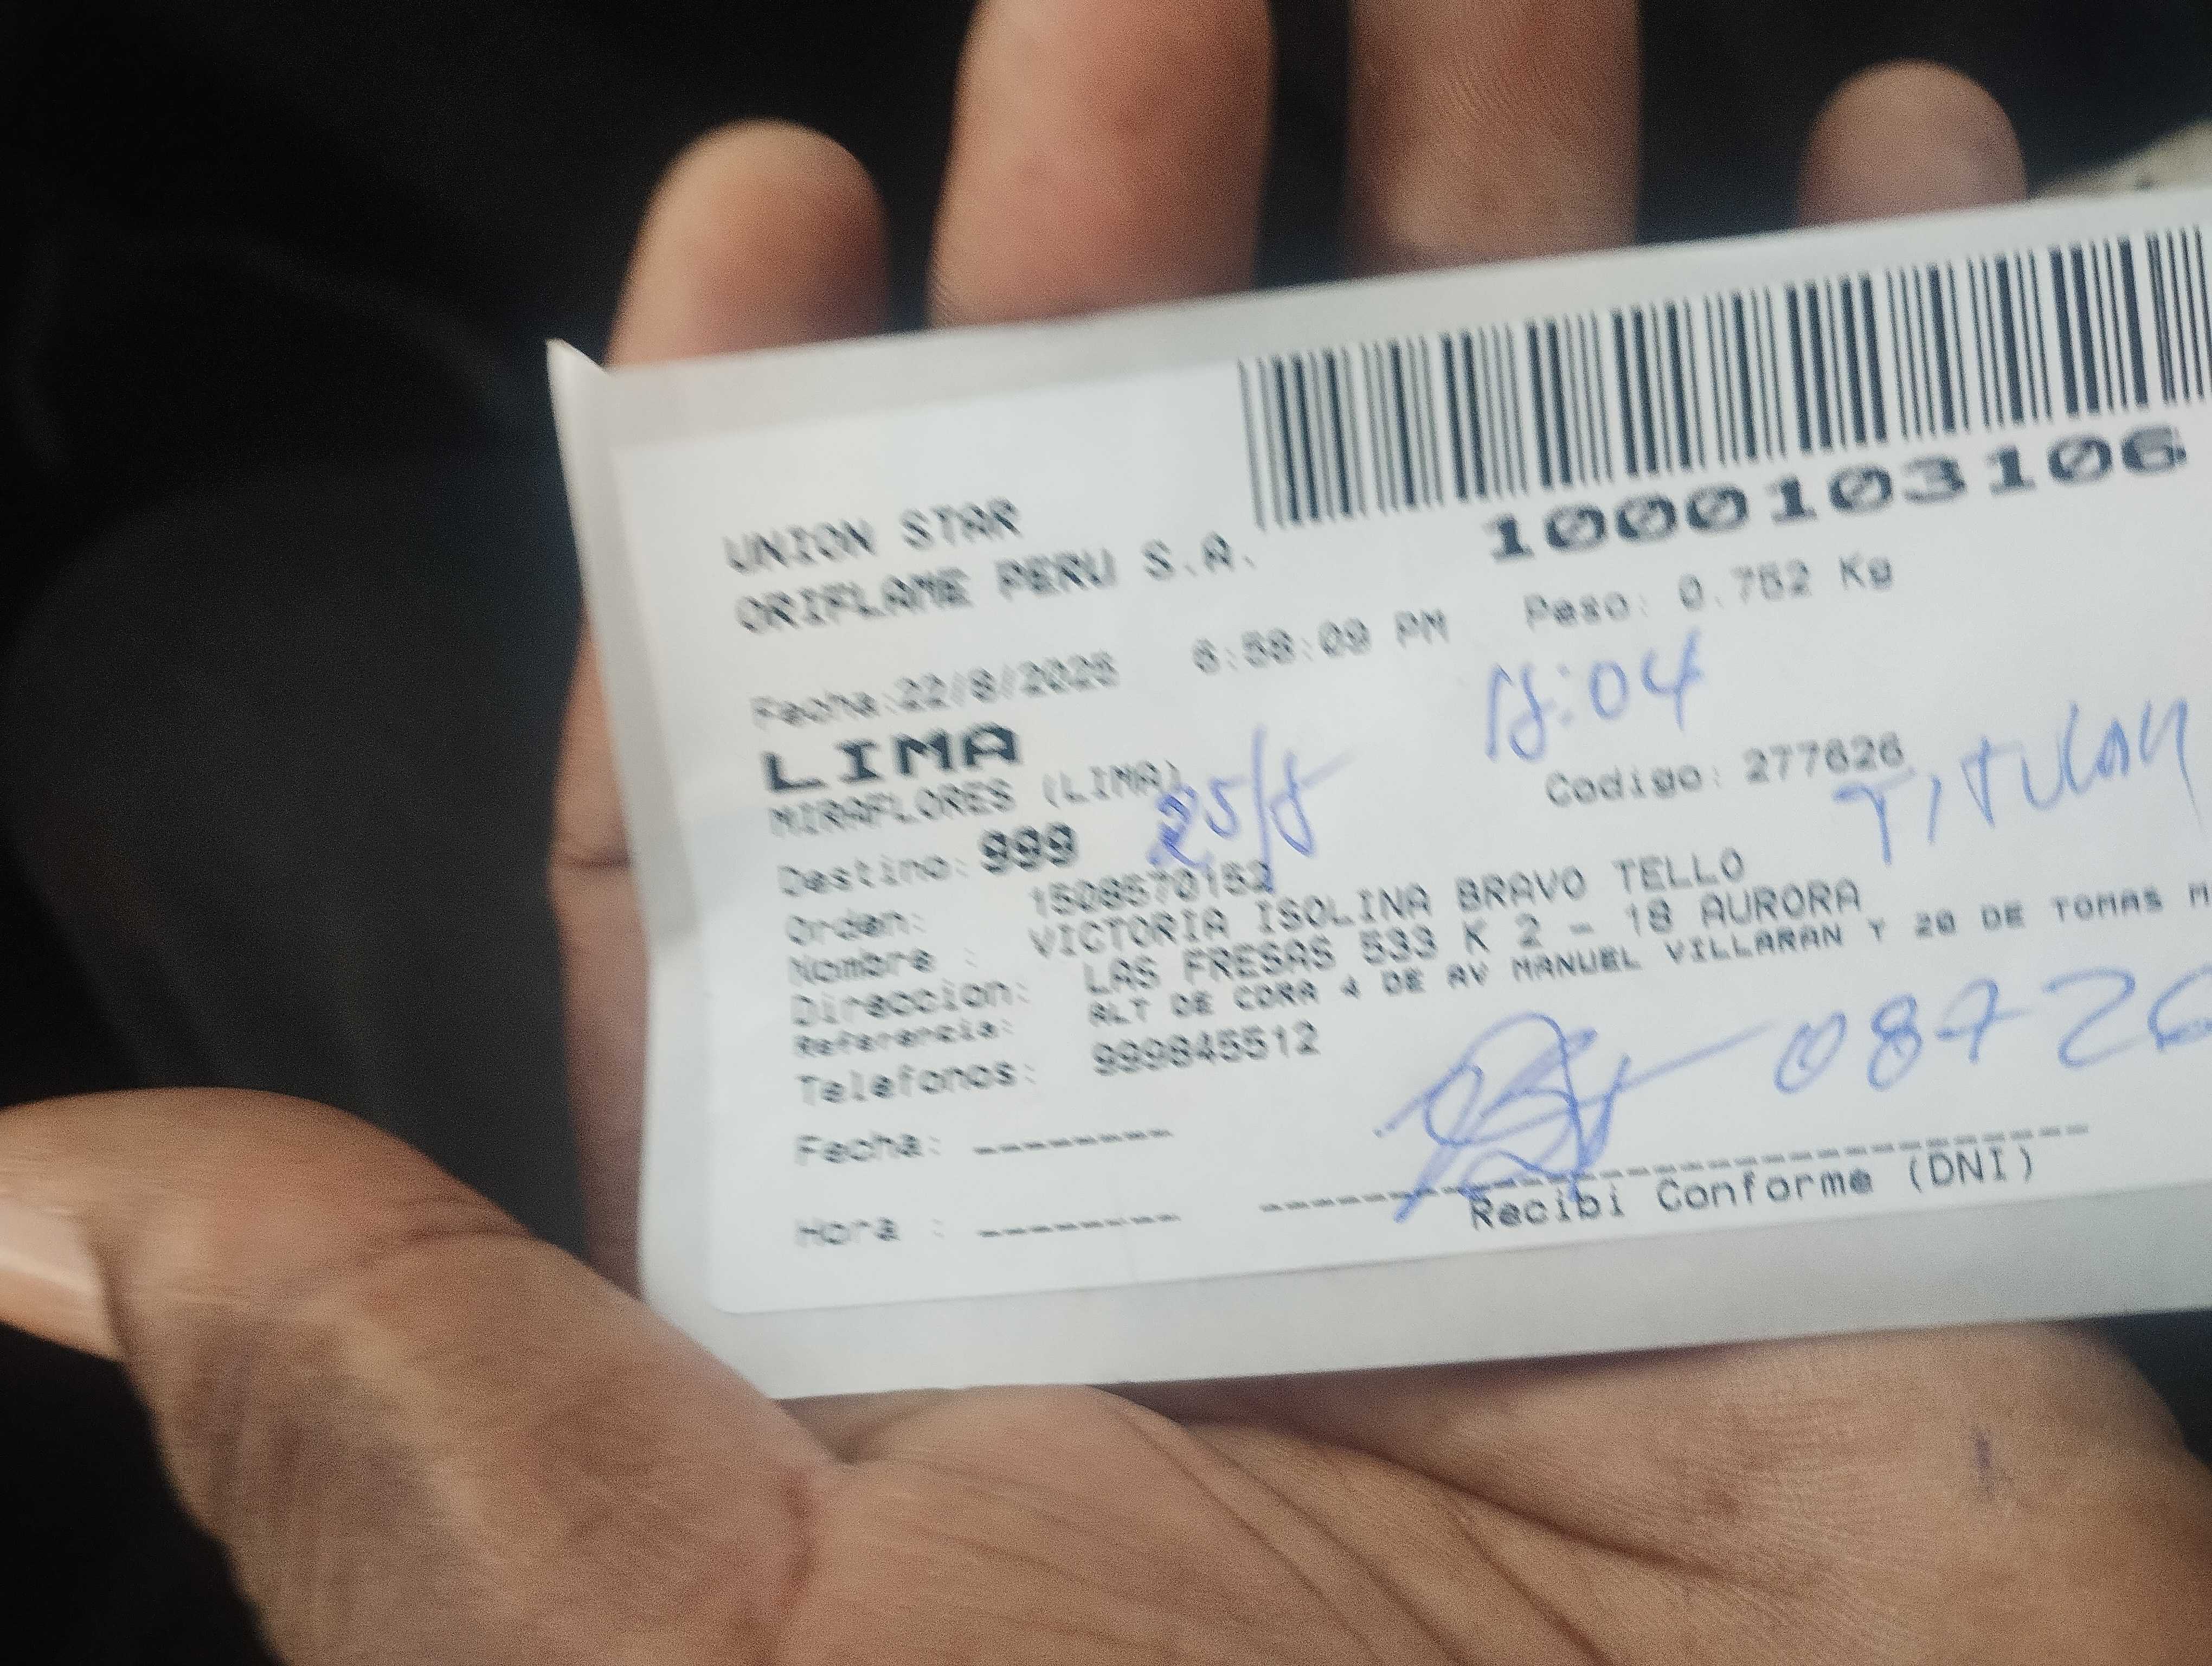 1000103106
UNION STAR
ORIFLAME PERU S.A.
Peso: 0.752 Kg
Fecha:22/8/2025 6:58:09 PM
LIMA
:04
MIRAFLORES (LIMA)
25/8
Codigo: 277626
TITULAR
Destino: 999
Orden: 1508570152
Nombre : VICTORIA ISOLINA BRAVO TELLO
Direccion: LAS FRESAS 533 K 2 - 18 AURORA
Referencia: ALT DE CDRA 4 DE AV MANUEL VILLARAN Y 20 DE TOMAS M
Telefonos: 999845512
Fecha: --------
Hora : --------
Recibi Conforme (DNI)